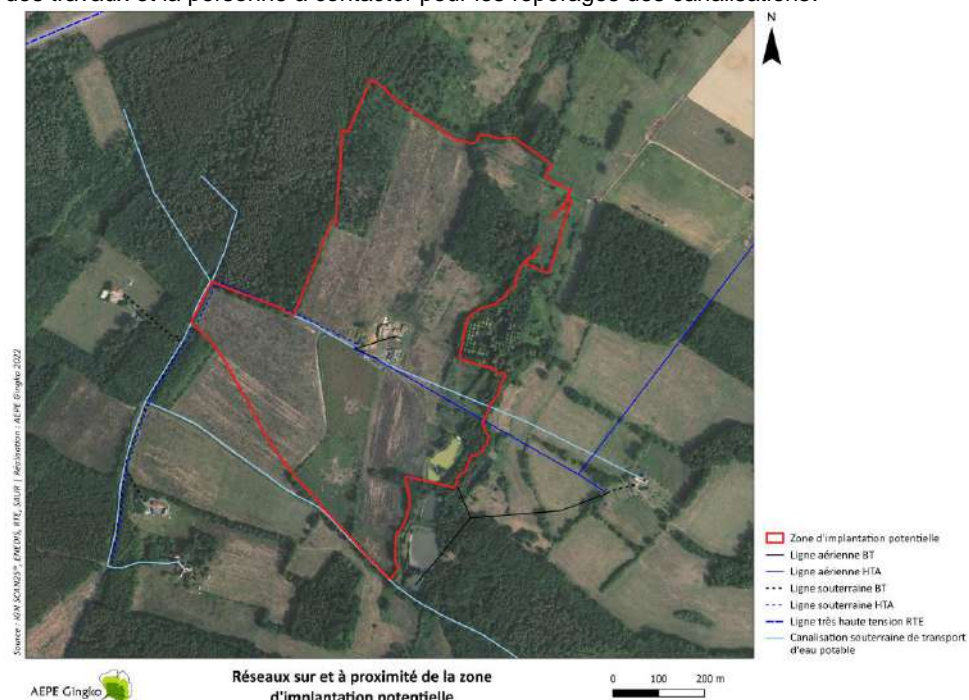 des travaux et la personne à contacter pour les repérages des canalisations.
N
Source : IGN SCAN25®, ENEDIS, RTE, SAUR | Réalisation : AEPE Gingko 2022
Zone d'implantation potentielle
Ligne aérienne BT
Ligne aérienne HTA
Ligne souterraine BT
Ligne souterraine HTA
Ligne très haute tension RTE
Canalisation souterraine de transport
d'eau potable
AEPE Gingko
Réseaux sur et à proximité de la zone
d'implantation potentielle
0 100 200 m